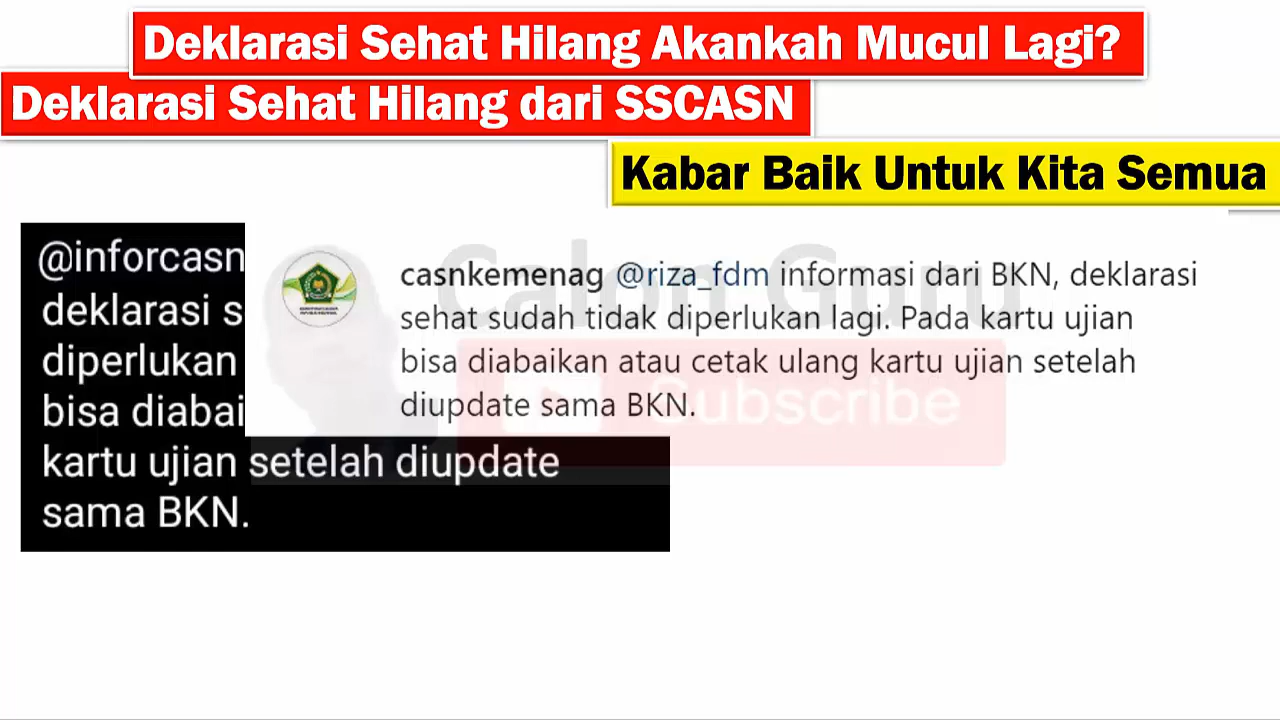 Deklarasi Sehat Hilang Akankah Mucul Lagi?
Deklarasi Sehat Hilang dari SSCASN
Kabar Baik Untuk Kita Semua
@inforcasn
deklarasi s
diperlukan
bisa diabai
kartu ujian setelah diupdate
sama BKN.
casnkemenag @riza_fdm informasi dari BKN, deklarasi
sehat sudah tidak diperlukan lagi. Pada kartu ujian
bisa diabaikan atau cetak ulang kartu ujian setelah
diupdate sama BKN.
Calon Guru
Subscribe